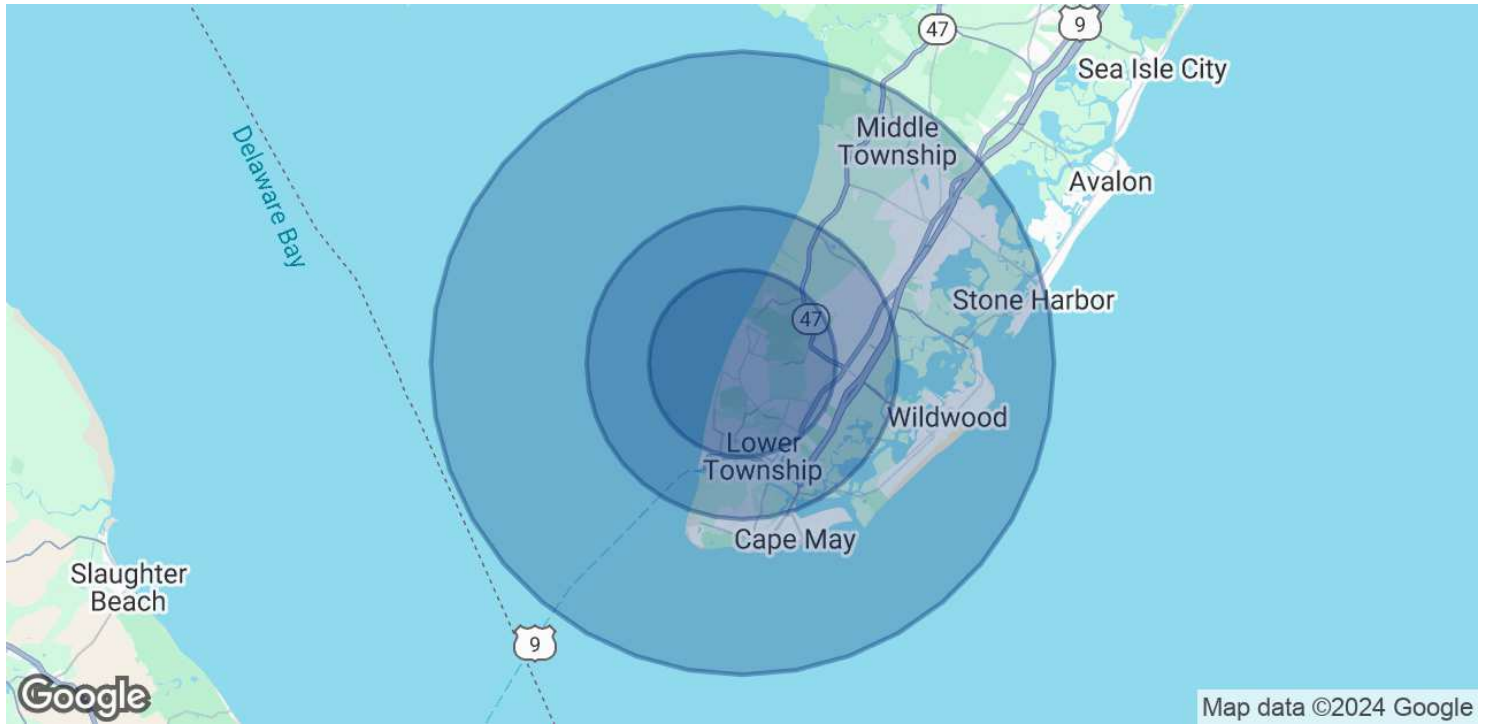 47
9
Sea Isle City
Middle
Township
Delaware Bay
Avalon
Stone Harbor
47
Wildwood
Lower
Township
Cape May
Slaughter
Beach
9
Google
Map data ©2024 Google